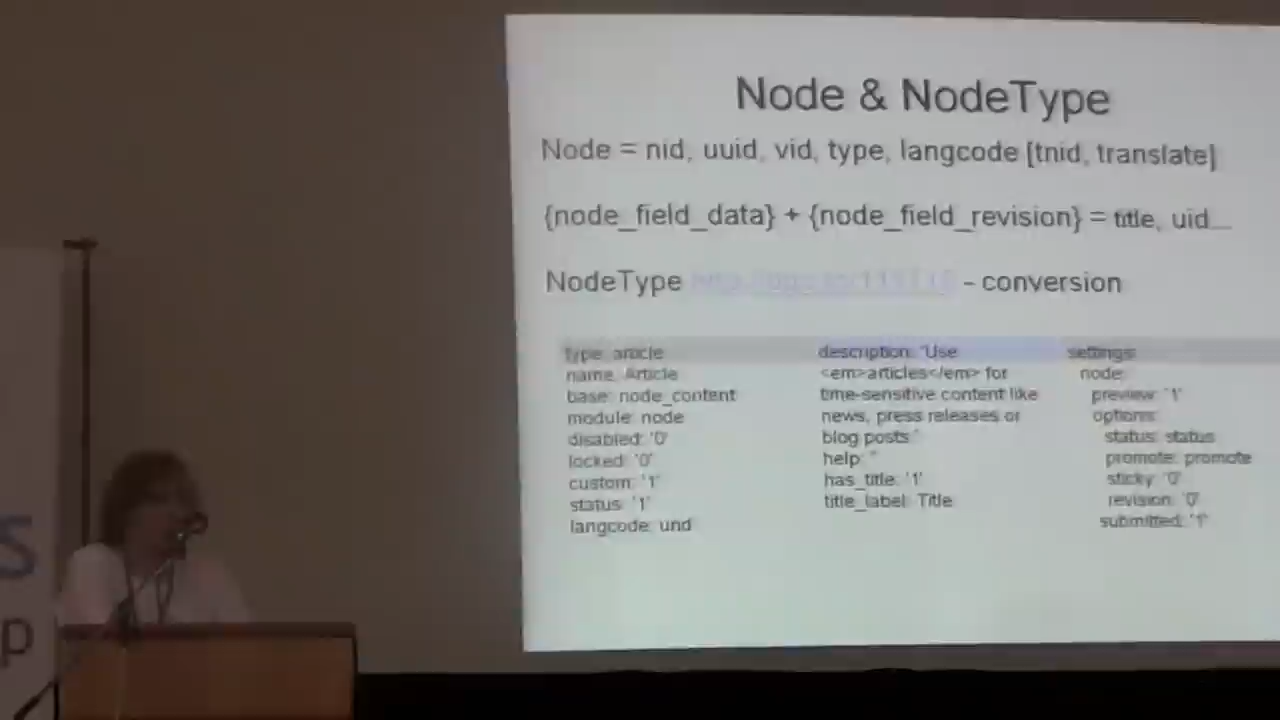 Node & NodeType
Node = nid, uuid, vid, type, langcode [tnid, translate]
{node_field_data} + {node_field_revision} = title, uid...
NodeType - conversion
type: article
name: Article
base: node_content
module: node
disabled: '0'
locked: '0'
custom: '1'
status: '1'
langcode: und
description: 'Use
<em>articles</em> for
time-sensitive content like
news, press releases or
blog posts.'
help: ''
has_title: '1'
title_label: Title
settings:
node:
preview: '1'
options:
status: status
promote: promote
sticky: '0'
revision: '0'
submitted: '1'
S
p